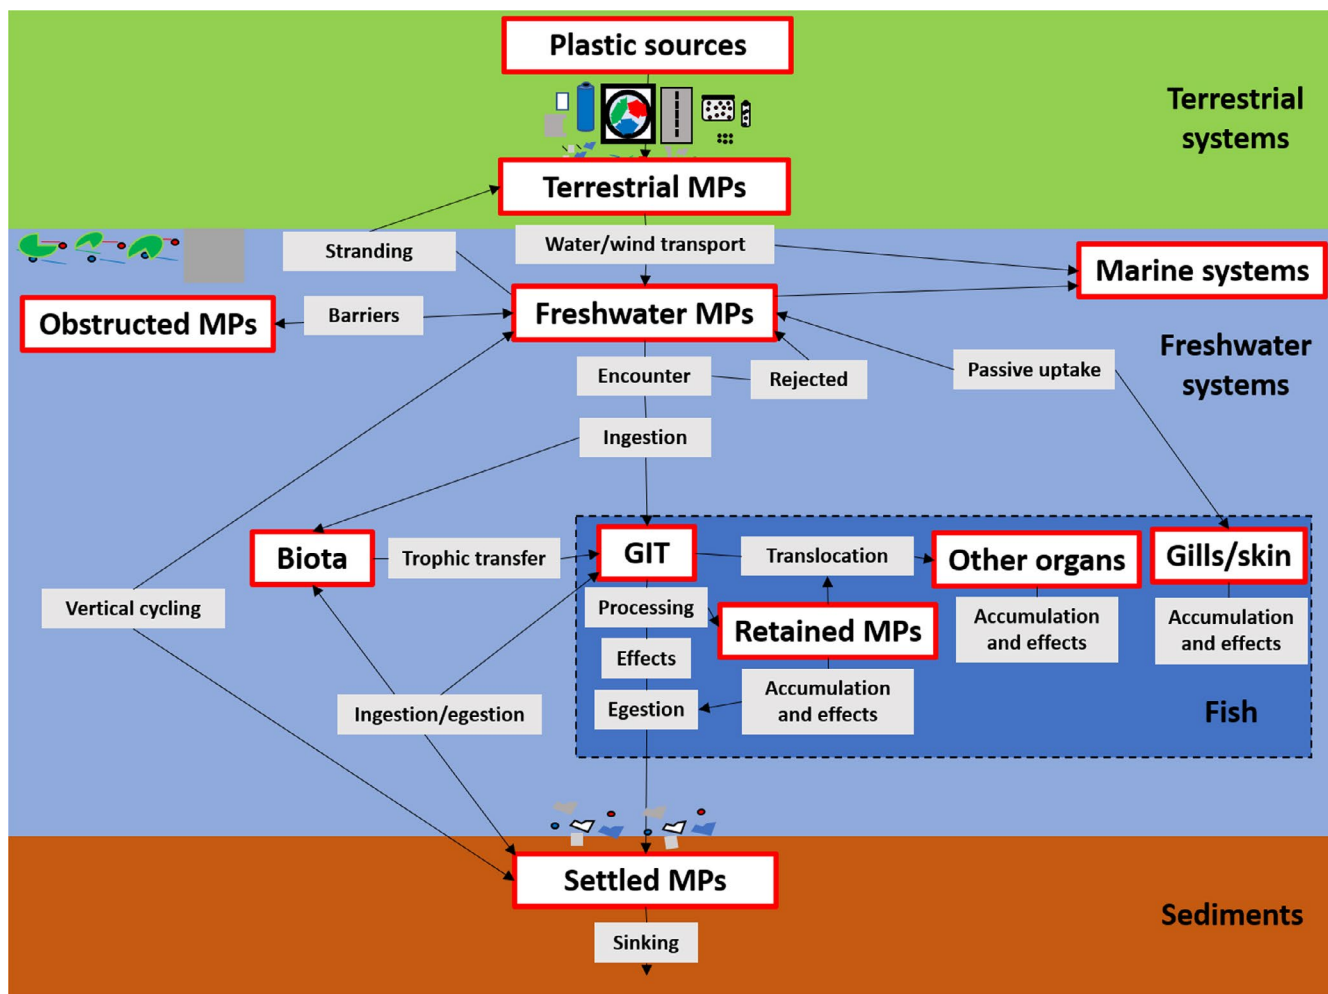 Plastic sources
Terrestrial
systems
Terrestrial MPs
Stranding
Water/wind transport
Marine systems
Obstructed MPs
Barriers
Freshwater MPs
Freshwater
systems
Encounter
Rejected
Passive uptake
Ingestion
Biota
Trophic transfer
GIT
Translocation
Other organs
Gills/skin
Vertical cycling
Processing
Retained MPs
Accumulation
and effects
Accumulation
and effects
Effects
Ingestion/egestion
Egestion
Accumulation
and effects
Fish
Settled MPs
Sediments
Sinking